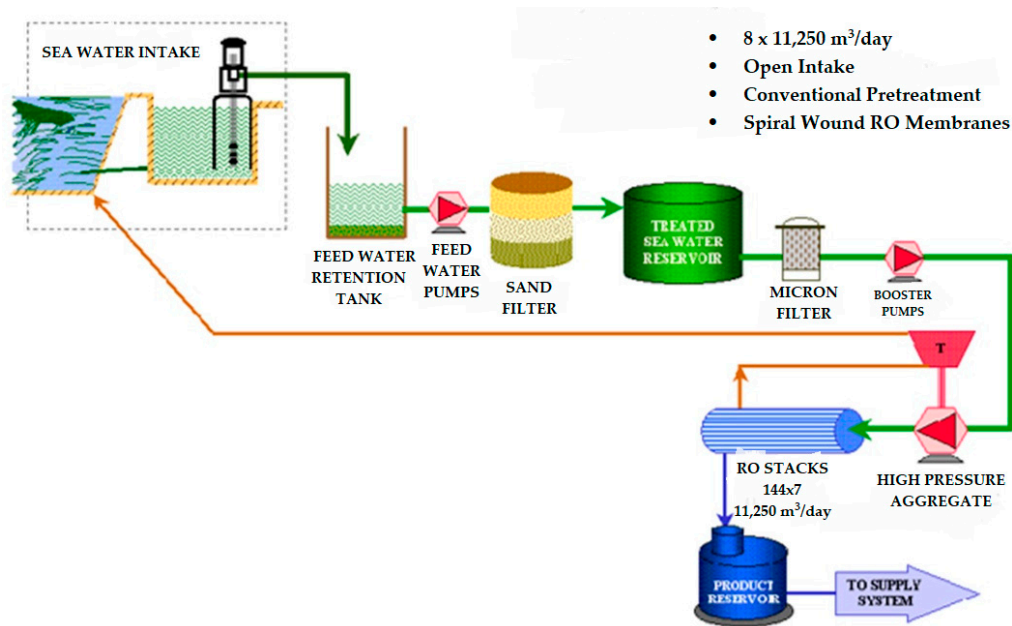 SEA WATER INTAKE
• 8 x 11,250 m³/day
• Open Intake
• Conventional Pretreatment
• Spiral Wound RO Membranes
FEED WATER
RETENTION
TANK
FEED
WATER
PUMPS
SAND
FILTER
TREATED
SEA WATER
RESERVOIR
MICRON
FILTER
BOOSTER
PUMPS
T
HIGH PRESSURE
AGGREGATE
RO STACKS
144x7
11,250 m³/day
PRODUCT
RESERVOIR
TO SUPPLY
SYSTEM